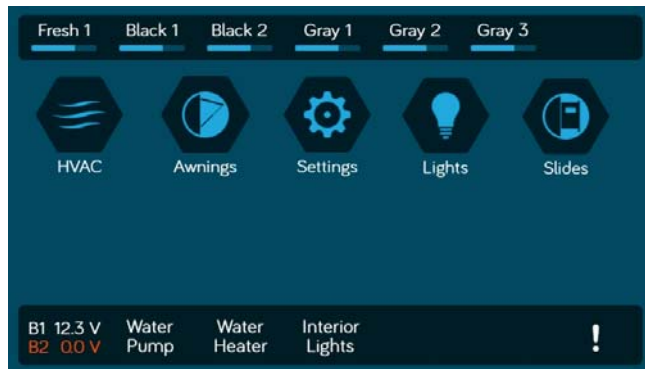 Fresh 1 Black 1 Black 2 Gray 1 Gray 2 Gray 3
HVAC Awnings Settings Lights Slides
B1 12.3 V Water Water Interior
B2 0.0 V Pump Heater Lights !